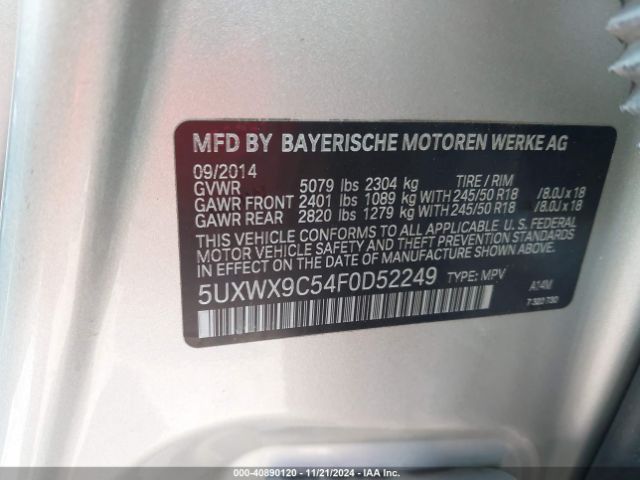 MFD BY BAYERISCHE MOTOREN WERKE AG
09/2014
GVWR 5079 lbs 2304 kg TIRE / RIM
GAWR FRONT 2401 lbs 1089 kg WITH 245/50 R18 /8.0J x 18
GAWR REAR 2820 lbs 1279 kg WITH 245/50 R18 /8.0J x 18
THIS VEHICLE CONFORMS TO ALL APPLICABLE U.S. FEDERAL
MOTOR VEHICLE SAFETY AND THEFT PREVENTION STANDARDS
IN EFFECT ON THE DATE OF MANUFACTURE SHOWN ABOVE.
5UXWX9C54F0D52249 TYPE: MPV
A14M
7 320 730
000-40890120 - 11/21/2024 - IAA Inc.